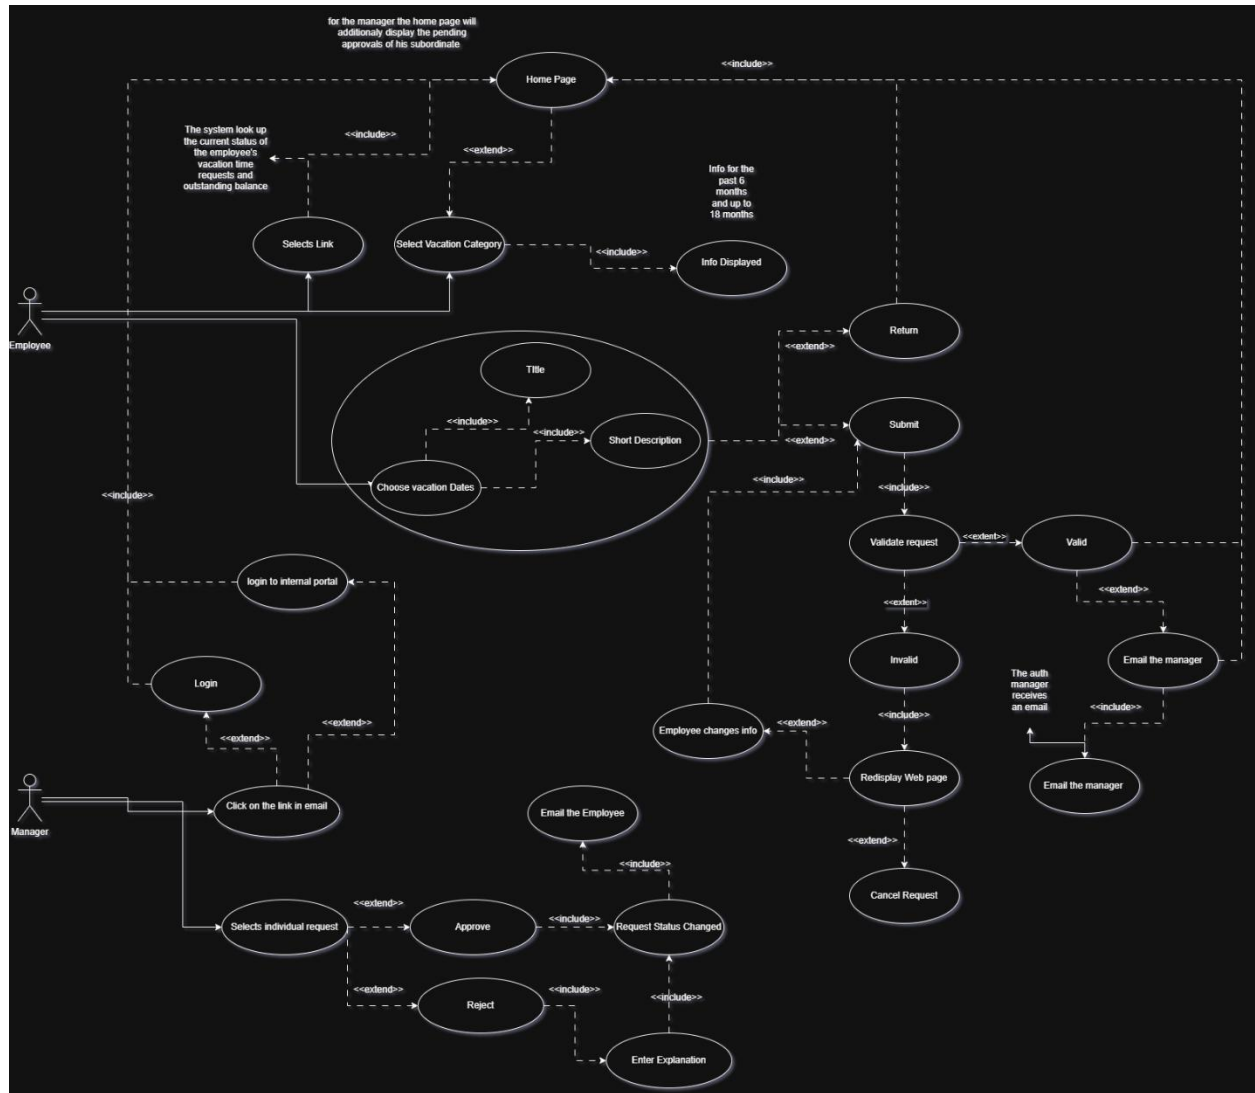 for the manager the home page will
additionaly display the pending
approvals of his subordinate
<<include>>
Home Page
The system look up
the current status of
the employee's
vacation time
requests and
outstanding balance
<<include>>
<<extend>>
Info for the
past 6
months
and up to
18 months
Selects Link
Select Vacation Category
<<include>>
Info Displayed
Employee
Return
<<extend>>
TItle
<<include>>
<<include>>
Short Description
<<extend>>
Submit
Choose vacation Dates
<<include>>
<<include>>
<<include>>
Validate request
<<extent>>
Valid
login to internal portal
<<extend>>
<<extent>>
Login
Invalid
Email the manager
The auth
manager
receives
an email
<<include>>
<<include>>
<<extend>>
<<extend>>
Employee changes info
<<extend>>
Redisplay Web page
Email the manager
Manager
Click on the link in email
Email the Employee
<<extend>>
<<include>>
Cancel Request
Selects individual request
<<extend>>
Approve
<<include>>
Request Status Changed
<<extend>>
Reject
<<include>>
<<include>>
Enter Explanation